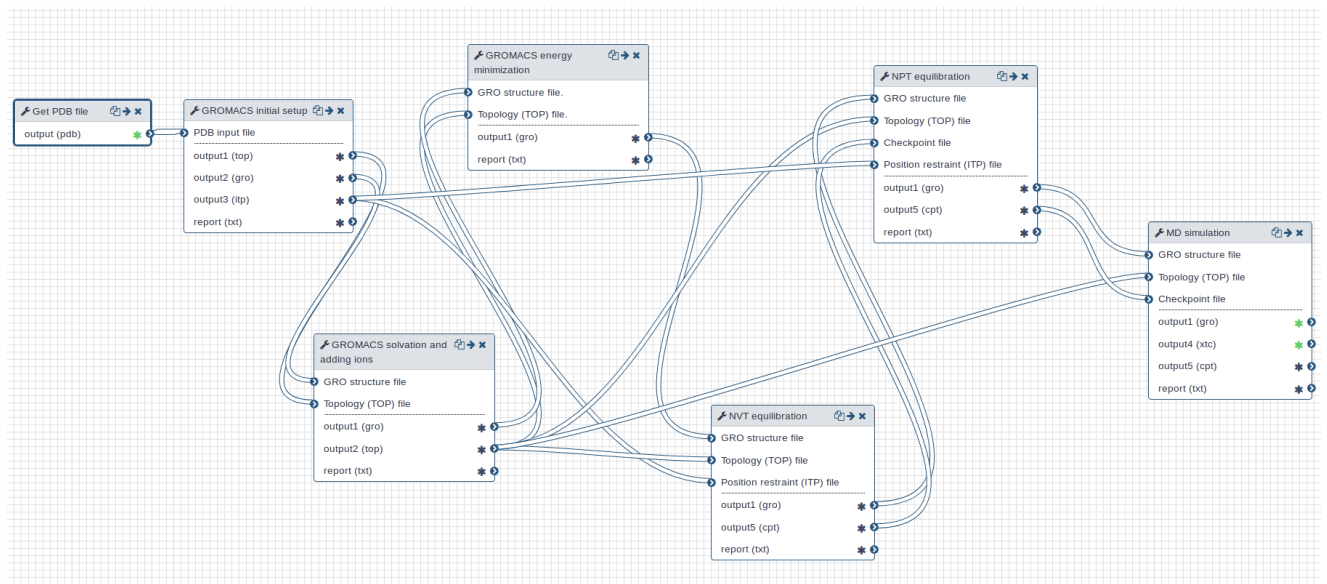 Get PDB file
output (pdb)
GROMACS initial setup
PDB input file
output1 (top)
output2 (gro)
output3 (itp)
report (txt)
GROMACS energy
minimization
GRO structure file.
Topology (TOP) file.
output1 (gro)
report (txt)
GROMACS solvation and
adding ions
GRO structure file
Topology (TOP) file
output1 (gro)
output2 (top)
report (txt)
NVT equilibration
GRO structure file
Topology (TOP) file
Position restraint (ITP) file
output1 (gro)
output5 (cpt)
report (txt)
NPT equilibration
GRO structure file
Topology (TOP) file
Checkpoint file
Position restraint (ITP) file
output1 (gro)
output5 (cpt)
report (txt)
MD simulation
GRO structure file
Topology (TOP) file
Checkpoint file
output1 (gro)
output4 (xtc)
output5 (cpt)
report (txt)